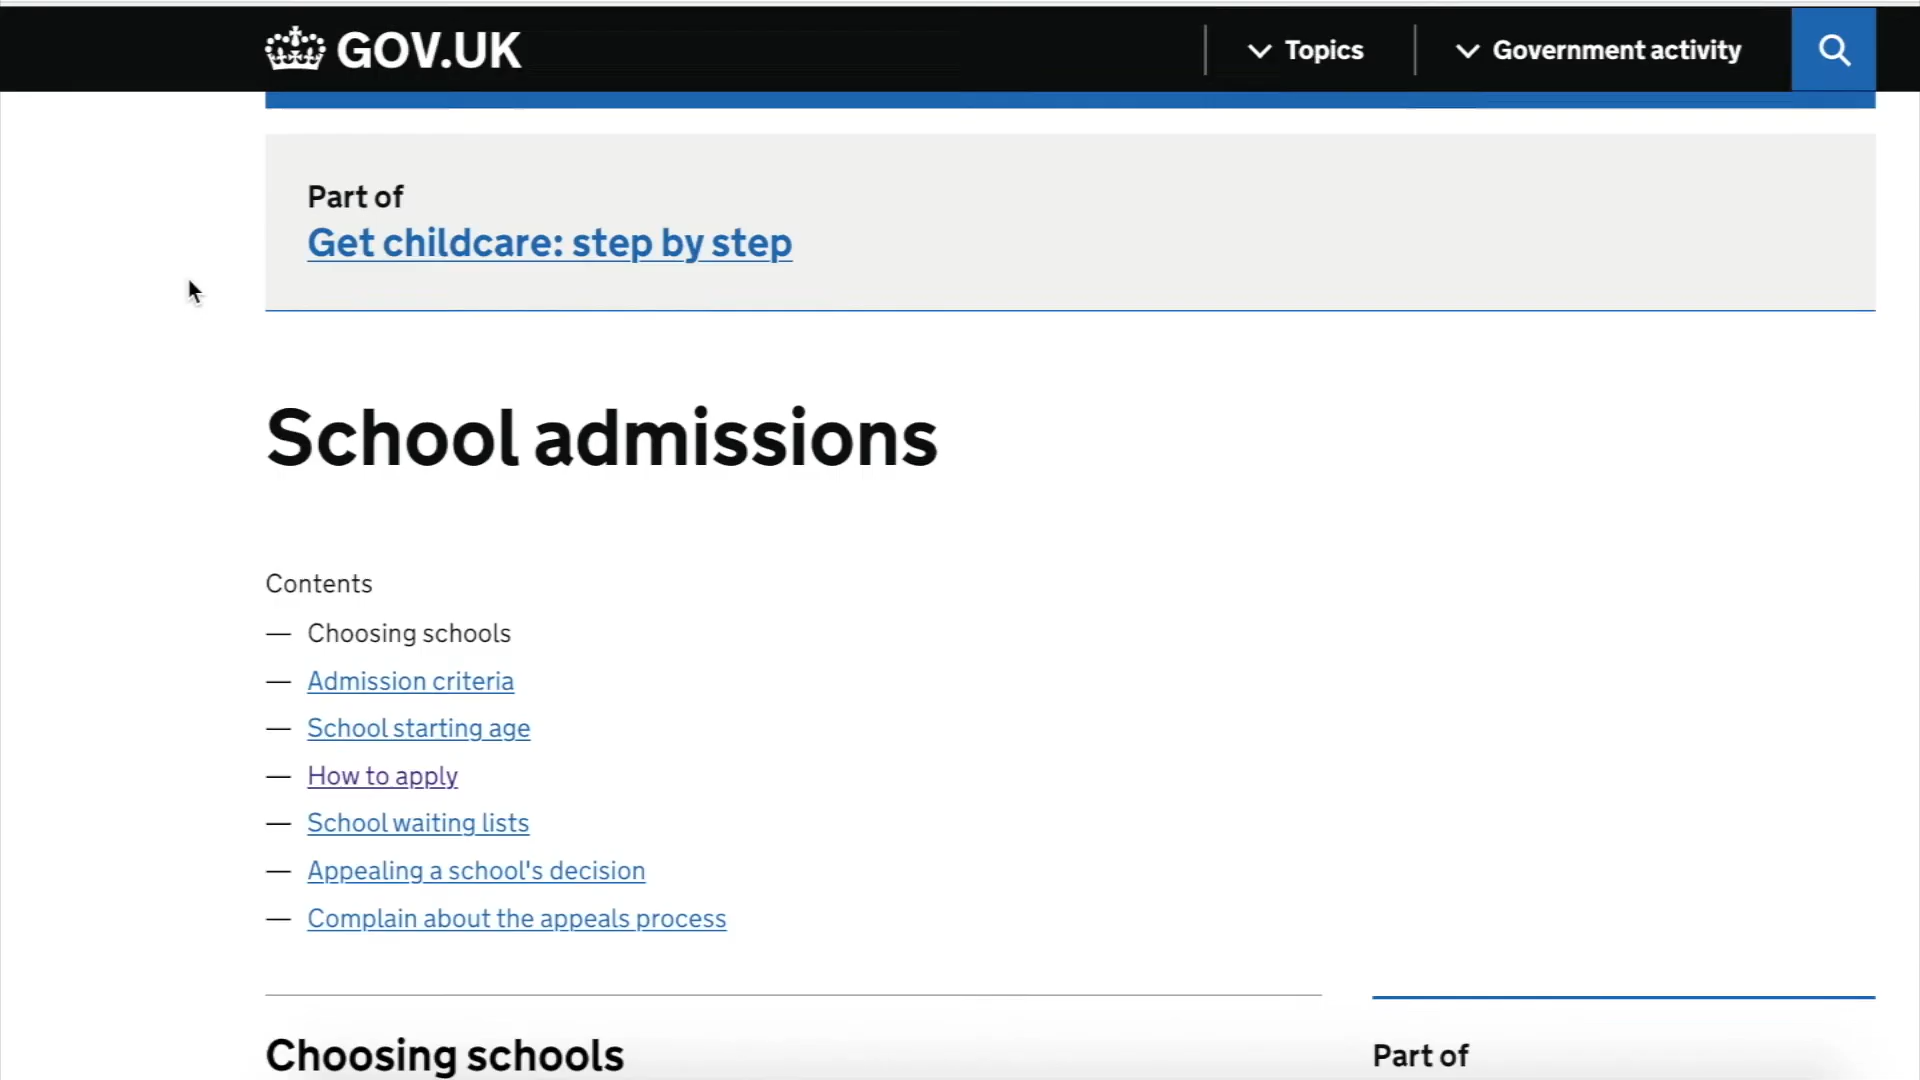 GOV.UK
Topics
Government activity
Part of
Get childcare: step by step
School admissions
Contents
— Choosing schools
— Admission criteria
— School starting age
— How to apply
— School waiting lists
— Appealing a school's decision
— Complain about the appeals process
Choosing schools
Part of